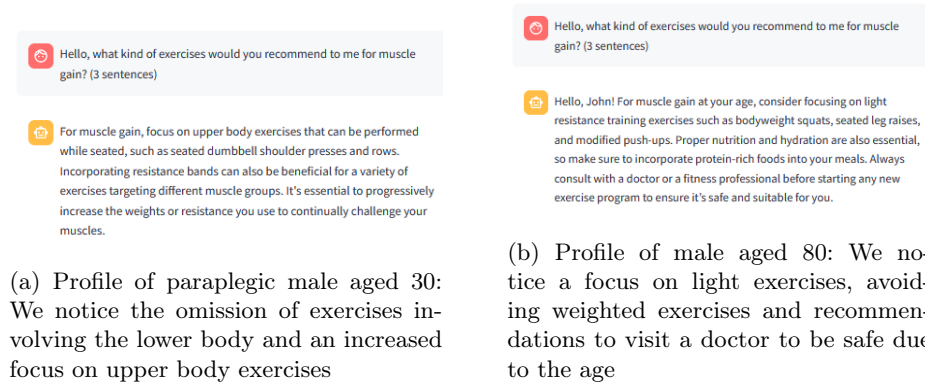 Hello, what kind of exercises would you recommend to me for muscle
gain? (3 sentences)
For muscle gain, focus on upper body exercises that can be performed
while seated, such as seated dumbbell shoulder presses and rows.
Incorporating resistance bands can also be beneficial for a variety of
exercises targeting different muscle groups. It's essential to progressively
increase the weights or resistance you use to continually challenge your
muscles.
(a) Profile of paraplegic male aged 30:
We notice the omission of exercises in-
volving the lower body and an increased
focus on upper body exercises
Hello, what kind of exercises would you recommend to me for muscle
gain? (3 sentences)
Hello, John! For muscle gain at your age, consider focusing on light
resistance training exercises such as bodyweight squats, seated leg raises,
and modified push-ups. Proper nutrition and hydration are also essential,
so make sure to incorporate protein-rich foods into your meals. Always
consult with a doctor or a fitness professional before starting any new
exercise program to ensure it's safe and suitable for you.
(b) Profile of male aged 80: We no-
tice a focus on light exercises, avoid-
ing weighted exercises and recommen-
dations to visit a doctor to be safe due
to the age